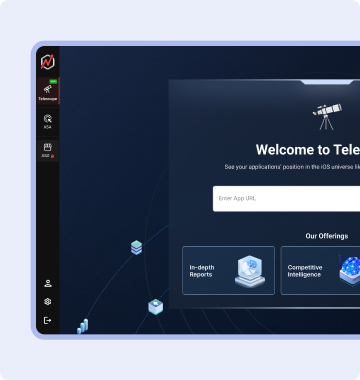 Telescope
ASA
ASO
Welcome to Tele
See your applications' position in the iOS universe li
Enter App URL
Our Offerings
In-depth
Reports
Competitive
Intelligence